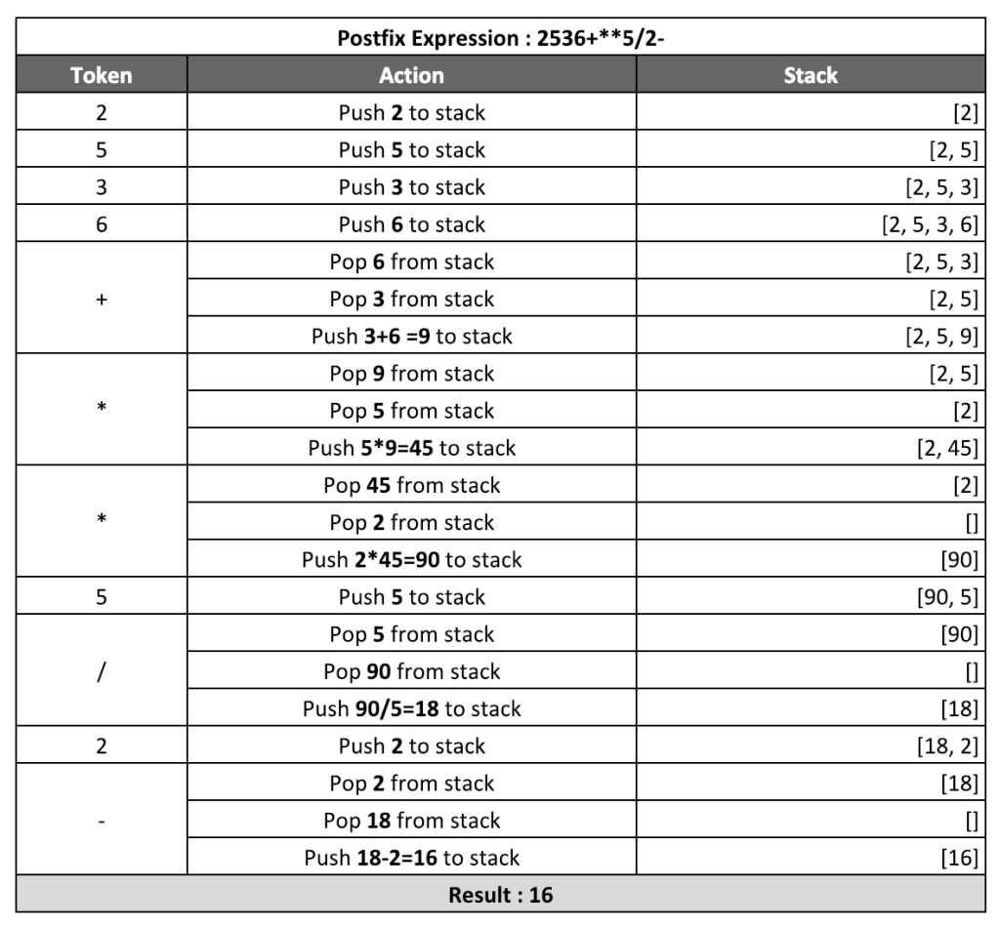 Postfix Expression : 2536+**5/2-
Token Action Stack
2 Push 2 to stack [2]
5 Push 5 to stack [2, 5]
3 Push 3 to stack [2, 5, 3]
6 Push 6 to stack [2, 5, 3, 6]
+ Pop 6 from stack [2, 5, 3]
Pop 3 from stack [2, 5]
Push 3+6 =9 to stack [2, 5, 9]
* Pop 9 from stack [2, 5]
Pop 5 from stack [2]
Push 5*9=45 to stack [2, 45]
* Pop 45 from stack [2]
Pop 2 from stack []
Push 2*45=90 to stack [90]
5 Push 5 to stack [90, 5]
/ Pop 5 from stack [90]
Pop 90 from stack []
Push 90/5=18 to stack [18]
2 Push 2 to stack [18, 2]
- Pop 2 from stack [18]
Pop 18 from stack []
Push 18-2=16 to stack [16]
Result : 16